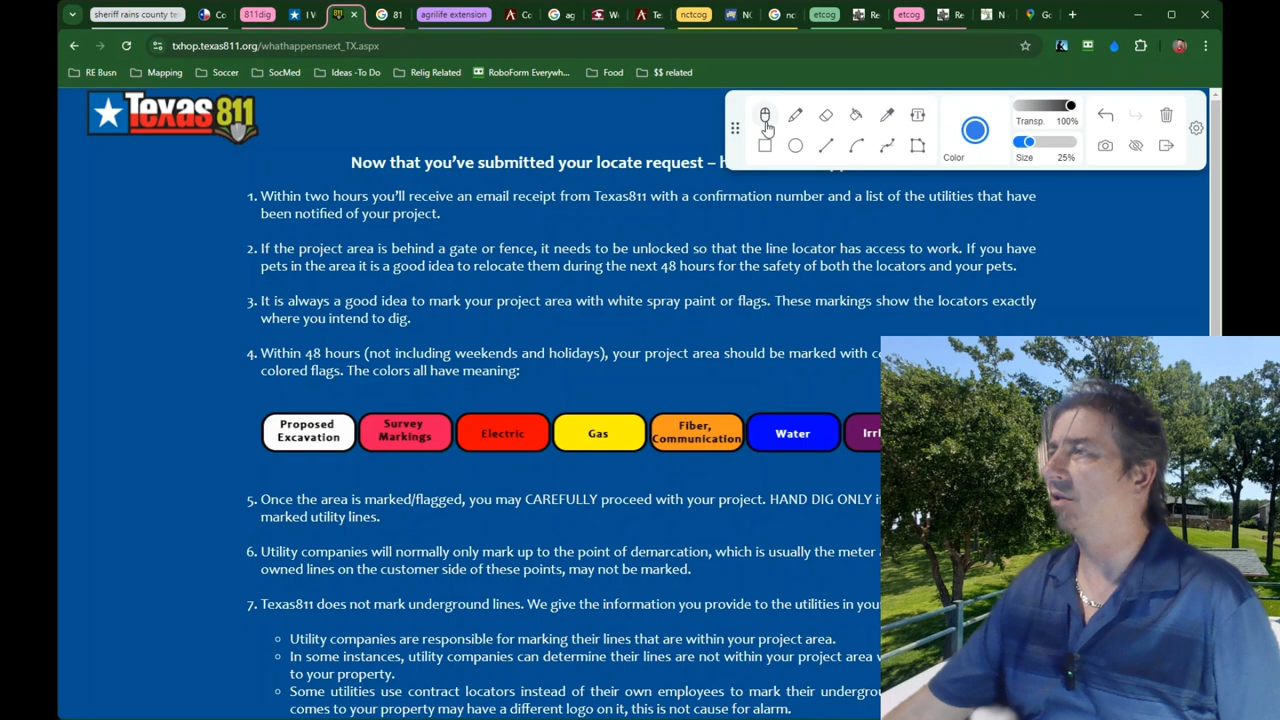 sheriff rains county te
Co
811dig
I V
81
agrilife extension
Cc
ag
W
Te
nctcog
NC
nc
etcog
Re
etcog
Re
N
Gc
txhop.texas811.org/whathappensnext_TX.aspx
RE Busn
Mapping
Soccer
SocMed
Ideas -To Do
Relig Related
RoboForm Everywh...
Food
$$ related
Texas 811
Transp. 100%
Color
Size 25%
Now that you've submitted your locate request –
1. Within two hours you'll receive an email receipt from Texas811 with a confirmation number and a list of the utilities that have
been notified of your project.
2. If the project area is behind a gate or fence, it needs to be unlocked so that the line locator has access to work. If you have
pets in the area it is a good idea to relocate them during the next 48 hours for the safety of both the locators and your pets.
3. It is always a good idea to mark your project area with white spray paint or flags. These markings show the locators exactly
where you intend to dig.
4. Within 48 hours (not including weekends and holidays), your project area should be marked with
colored flags. The colors all have meaning:
Proposed
Excavation
Survey
Markings
Electric
Gas
Fiber,
Communication
Water
Irri
5. Once the area is marked/flagged, you may CAREFULLY proceed with your project. HAND DIG ONLY
marked utility lines.
6. Utility companies will normally only mark up to the point of demarcation, which is usually the meter
owned lines on the customer side of these points, may not be marked.
7. Texas811 does not mark underground lines. We give the information you provide to the utilities in
Utility companies are responsible for marking their lines that are within your project area.
In some instances, utility companies can determine their lines are not within your project area
to your property.
Some utilities use contract locators instead of their own employees to mark their
comes to your property may have a different logo on it, this is not cause for alarm.